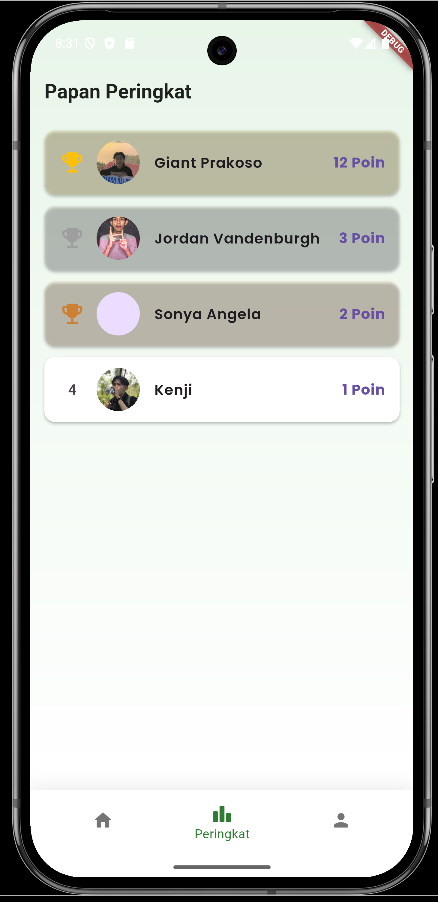 8:31
DEBUG
Papan Peringkat
Giant Prakoso
12 Poin
Jordan Vandenburgh
3 Poin
Sonya Angela
2 Poin
4
Kenji
1 Poin
Peringkat